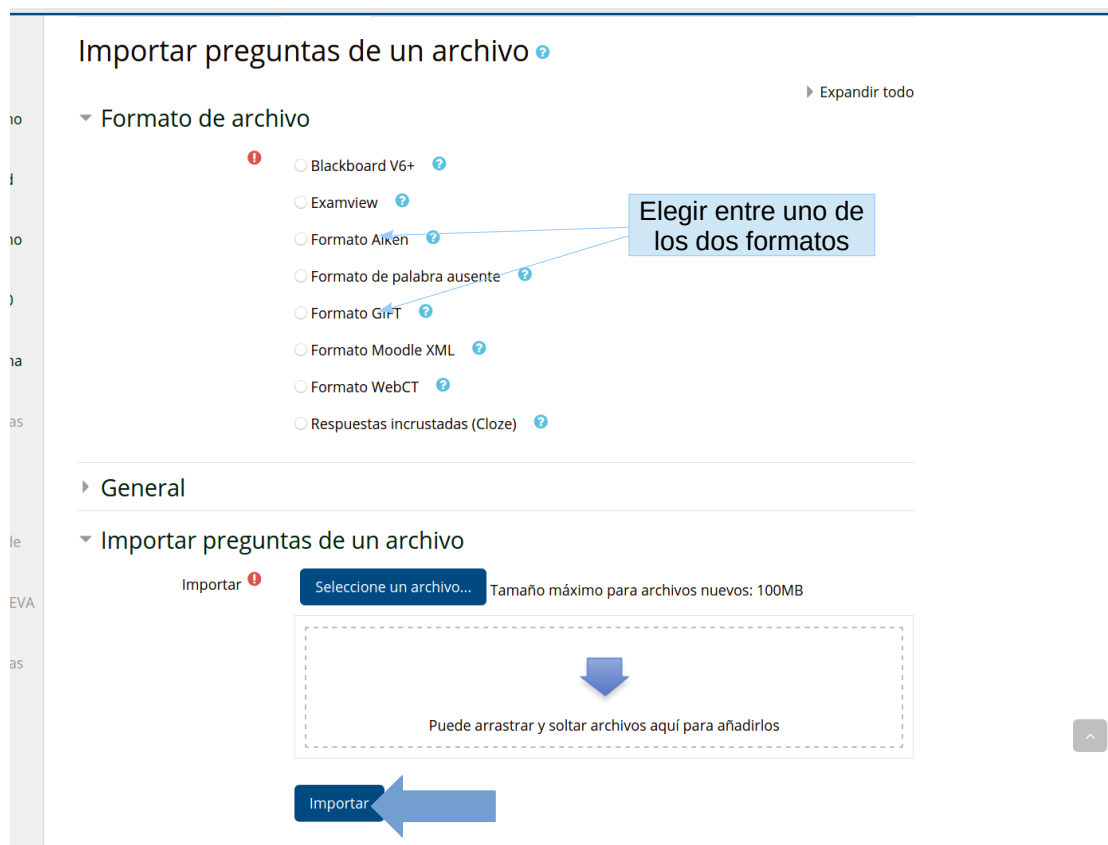 Importar preguntas de un archivo
Expandir todo
Formato de archivo
Blackboard V6+
Examview
Elegir entre uno de
los dos formatos
Formato Aiken
Formato de palabra ausente
Formato GIFT
Formato Moodle XML
Formato WebCT
Respuestas incrustadas (Cloze)
General
Importar preguntas de un archivo
Importar
Seleccione un archivo... Tamaño máximo para archivos nuevos: 100MB
EVA
Puede arrastrar y soltar archivos aquí para añadirlos
Importar